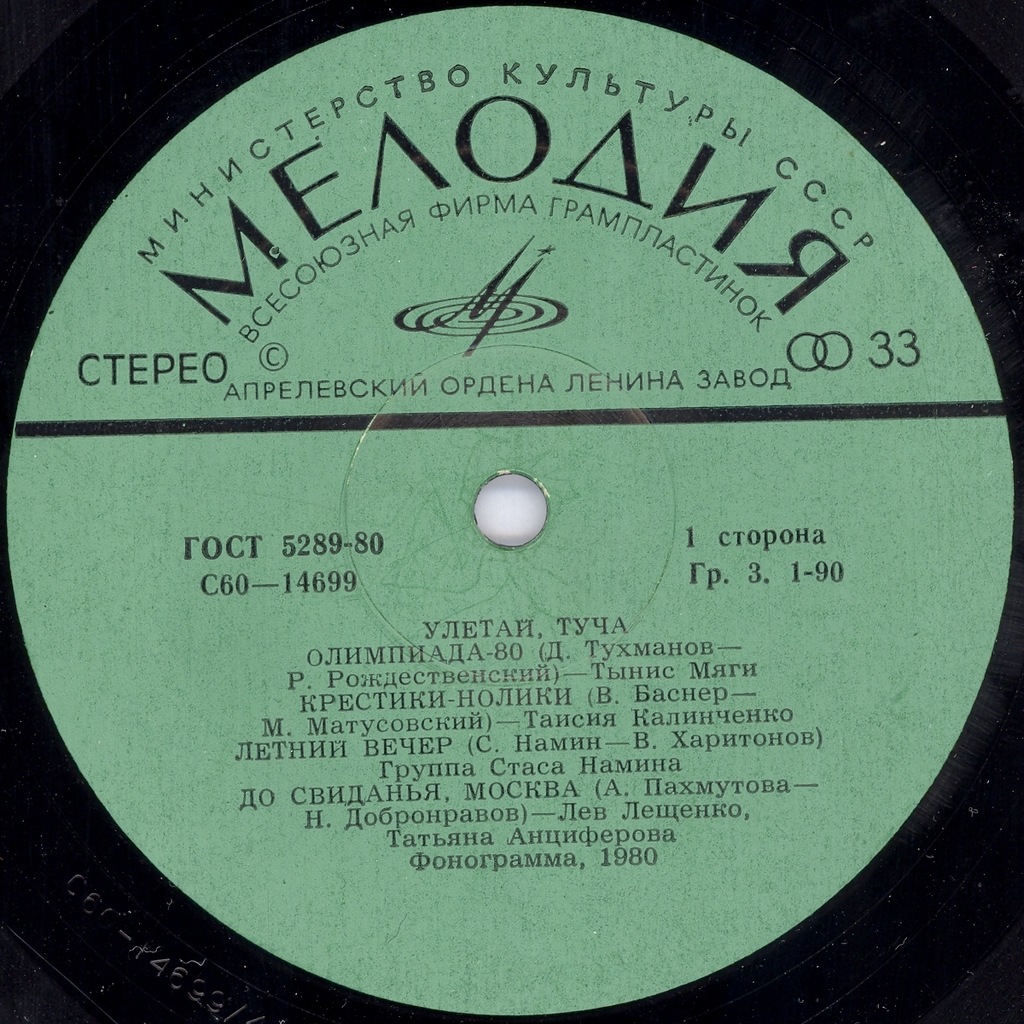 МИНИСТЕРСТВО КУЛЬТУРЫ СССР
МЕЛОДИЯ
ВСЕСОЮЗНАЯ ФИРМА ГРАМПЛАСТИНОК
СТЕРЕО © 33
АПРЕЛЕВСКИЙ ОРДЕНА ЛЕНИНА ЗАВОД
ГОСТ 5289-80
С60—14699
1 сторона
Гр. 3. 1-90
УЛЕТАЙ, ТУЧА
ОЛИМПИАДА-80 (Д. Тухманов—
Р. Рождественский)—Тынис Мяги
КРЕСТИКИ-НОЛИКИ (В. Баснер—
М. Матусовский)—Таисия Калинченко
ЛЕТНИЙ ВЕЧЕР (С. Намин—В. Харитонов)
Группа Стаса Намина
ДО СВИДАНЬЯ, МОСКВА (А. Пахмутова—
Н. Добронравов)—Лев Лещенко,
Татьяна Анциферова
Фонограмма, 1980